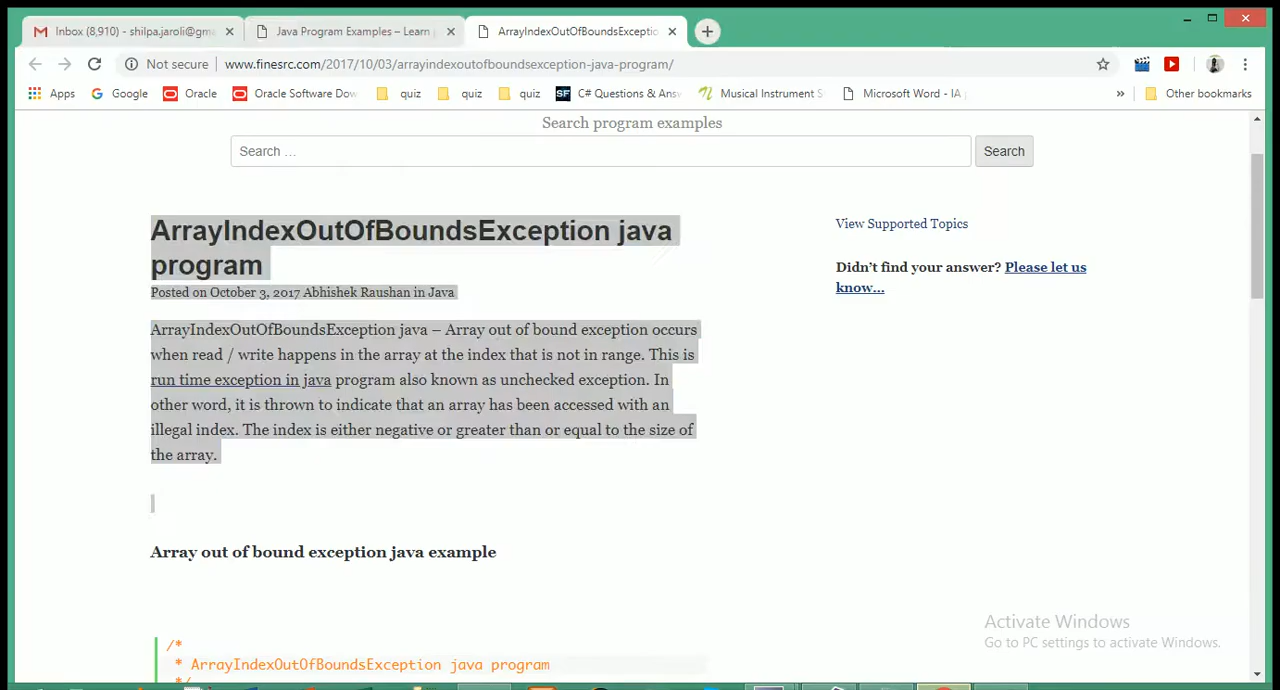 Inbox (8,910) - shilpa.jaroli@gm
Java Program Examples – Learn
ArrayIndexOutOfBoundsExceptio
Not secure www.finesrc.com/2017/10/03/arrayindexoutofboundsexception-java-program/
Apps Google Oracle Oracle Software Dow quiz quiz quiz SF C# Questions & Ans Musical Instrument S Microsoft Word - IA » Other bookmarks
Search program examples
Search … Search
ArrayIndexOutOfBoundsException java
program
Posted on October 3, 2017 Abhishek Raushan in Java
ArrayIndexOutOfBoundsException java – Array out of bound exception occurs
when read / write happens in the array at the index that is not in range. This is
run time exception in java program also known as unchecked exception. In
other word, it is thrown to indicate that an array has been accessed with an
illegal index. The index is either negative or greater than or equal to the size of
the array.
Array out of bound exception java example
/*
* ArrayIndexOutOfBoundsException java program
View Supported Topics
Didn't find your answer? Please let us
know...
Activate Windows
Go to PC settings to activate Windows.